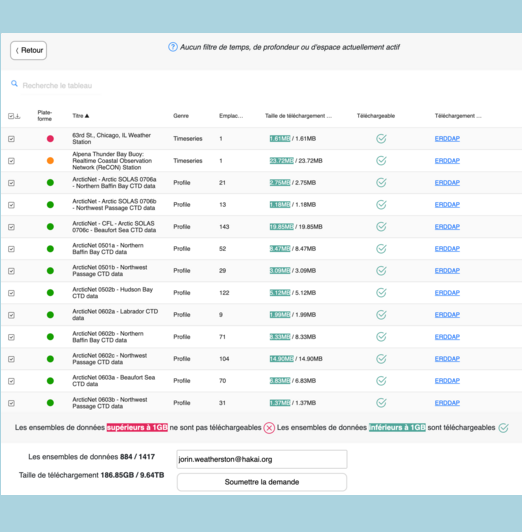 Retour
Aucun filtre de temps, de profondeur ou d'espace actuellement actif
Recherche le tableau
Plate-
forme
Titre ▲
Genre
Emplac...
Taille de téléchargement ...
Téléchargeable
Téléchargement ...
63rd St., Chicago, IL Weather
Station
Timeseries
1
1.61MB / 1.61MB
ERDDAP
Alpena Thunder Bay Buoy:
Realtime Coastal Observation
Network (ReCON) Station
Timeseries
1
23.72MB / 23.72MB
ERDDAP
ArcticNet - Arctic SOLAS 0706a
- Northern Baffin Bay CTD data
Profile
21
2.75MB / 2.75MB
ERDDAP
ArcticNet - Arctic SOLAS 0706b
- Northwest Passage CTD data
Profile
13
1.18MB / 1.18MB
ERDDAP
ArcticNet - CFL - Arctic SOLAS
0706c - Beaufort Sea CTD data
Profile
143
19.85MB / 19.85MB
ERDDAP
ArcticNet 0501a - Northern
Baffin Bay CTD data
Profile
52
8.47MB / 8.47MB
ERDDAP
ArcticNet 0501b - Northwest
Passage CTD data
Profile
29
3.09MB / 3.09MB
ERDDAP
ArcticNet 0502b - Hudson Bay
CTD data
Profile
122
5.12MB / 5.12MB
ERDDAP
ArcticNet 0602a - Labrador CTD
data
Profile
9
1.99MB / 1.99MB
ERDDAP
ArcticNet 0602b - Northern
Baffin Bay CTD data
Profile
71
8.33MB / 8.33MB
ERDDAP
ArcticNet 0602c - Northwest
Passage CTD data
Profile
104
14.90MB / 14.90MB
ERDDAP
ArcticNet 0603a - Beaufort Sea
CTD data
Profile
70
6.83MB / 6.83MB
ERDDAP
ArcticNet 0603b - Northwest
Passage CTD data
Profile
31
1.37MB / 1.37MB
ERDDAP
Les ensembles de données supérieurs à 1GB ne sont pas téléchargeables Les ensembles de données inférieurs à 1GB sont téléchargeables
Les ensembles de données 884 / 1417
jorin.weatherston@hakai.org
Taille de téléchargement 186.85GB / 9.64TB
Soumettre la demande